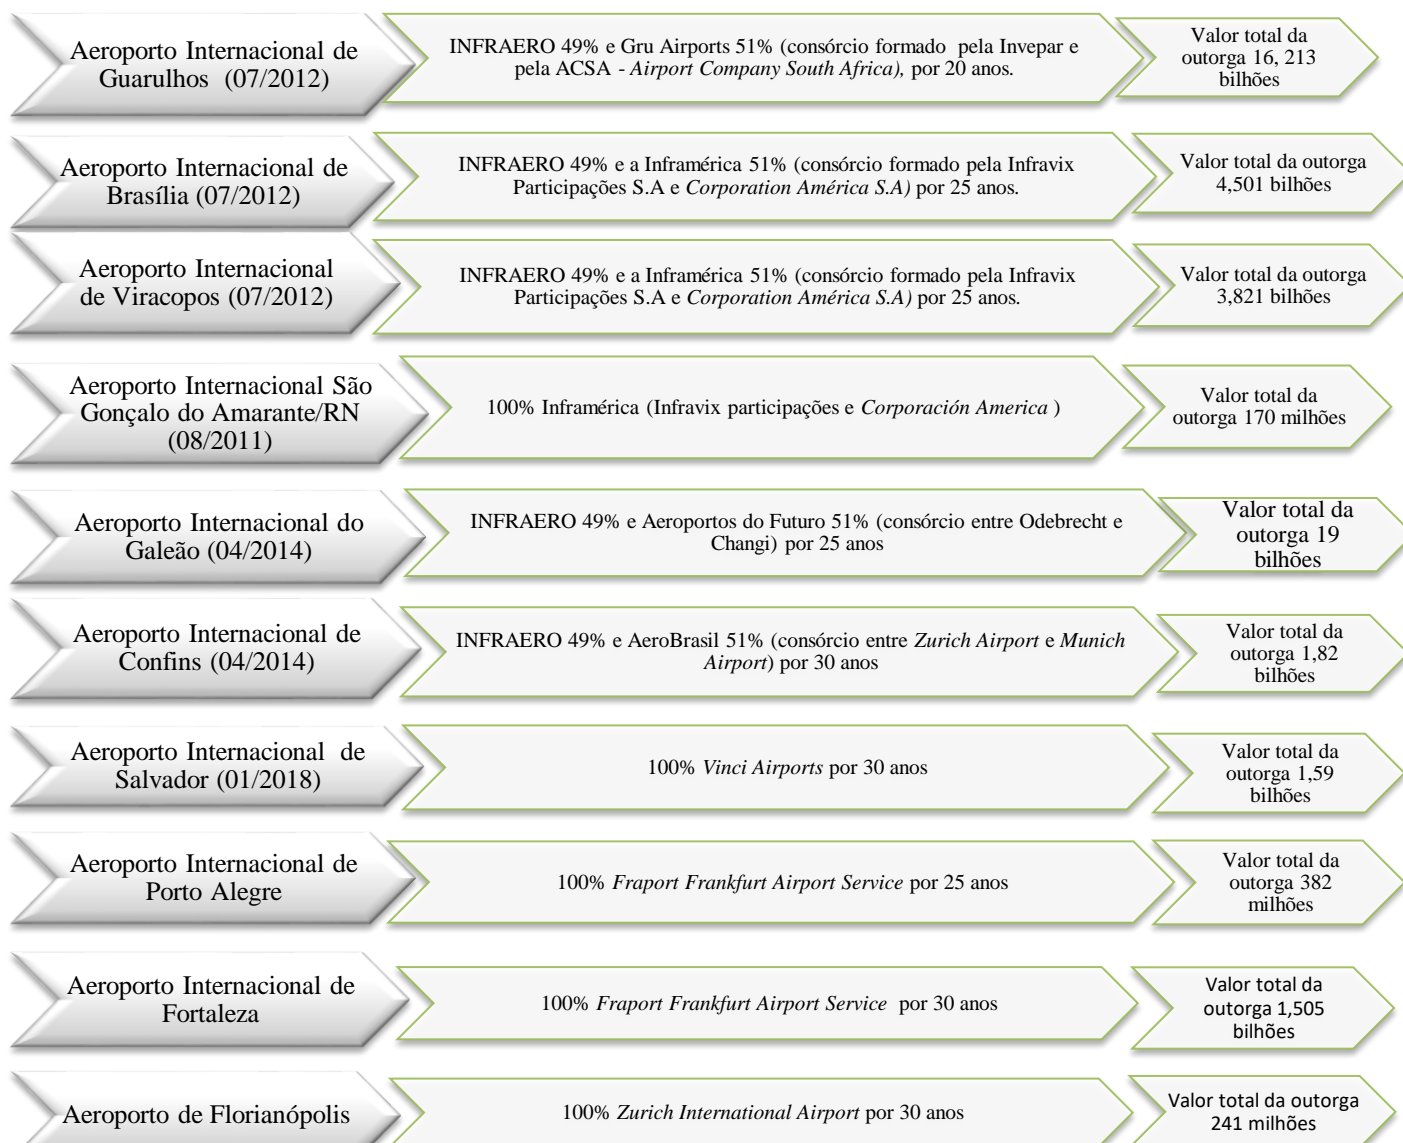 Aeroporto Internacional de
Guarulhos (07/2012)
INFRAERO 49% e Gru Airports 51% (consórcio formado pela Invepar e
pela ACSA - Airport Company South Africa), por 20 anos.
Valor total da
outorga 16, 213
bilhões
Aeroporto Internacional de
Brasília (07/2012)
INFRAERO 49% e a Inframérica 51% (consórcio formado pela Infravix
Participações S.A e Corporation América S.A) por 25 anos.
Valor total da outorga
4,501 bilhões
Aeroporto Internacional
de Viracopos (07/2012)
INFRAERO 49% e a Inframérica 51% (consórcio formado pela Infravix
Participações S.A e Corporation América S.A) por 25 anos.
Valor total da outorga
3,821 bilhões
Aeroporto Internacional São
Gonçalo do Amarante/RN
(08/2011)
100% Inframérica (Infravix participações e Corporación America )
Valor total da
outorga 170 milhões
Aeroporto Internacional do
Galeão (04/2014)
INFRAERO 49% e Aeroportos do Futuro 51% (consórcio entre Odebrecht e
Changi) por 25 anos
Valor total da
outorga 19
bilhões
Aeroporto Internacional de
Confins (04/2014)
INFRAERO 49% e AeroBrasil 51% (consórcio entre Zurich Airport e Munich
Airport) por 30 anos
Valor total da
outorga 1,82
bilhões
Aeroporto Internacional de
Salvador (01/2018)
100% Vinci Airports por 30 anos
Valor total da
outorga 1,59
bilhões
Aeroporto Internacional de
Porto Alegre
100% Fraport Frankfurt Airport Service por 25 anos
Valor total da
outorga 382
milhões
Aeroporto Internacional de
Fortaleza
100% Fraport Frankfurt Airport Service por 30 anos
Valor total da
outorga 1,505
bilhões
Aeroporto de Florianópolis
100% Zurich International Airport por 30 anos
Valor total da outorga
241 milhões